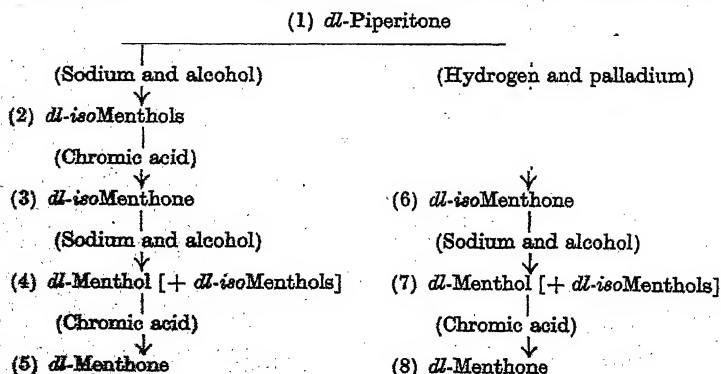 (1) dl-Piperitone
(Sodium and alcohol) (Hydrogen and palladium)
(2) dl-isoMenthols
(Chromic acid)
(3) dl-isoMenthone (6) dl-isoMenthone
(Sodium and alcohol) (Sodium and alcohol)
(4) dl-Menthol [+ dl-isoMenthols] (7) dl-Menthol [+ dl-isoMenthols]
(Chromic acid) (Chromic acid)
(5) dl-Menthone (8) dl-Menthone